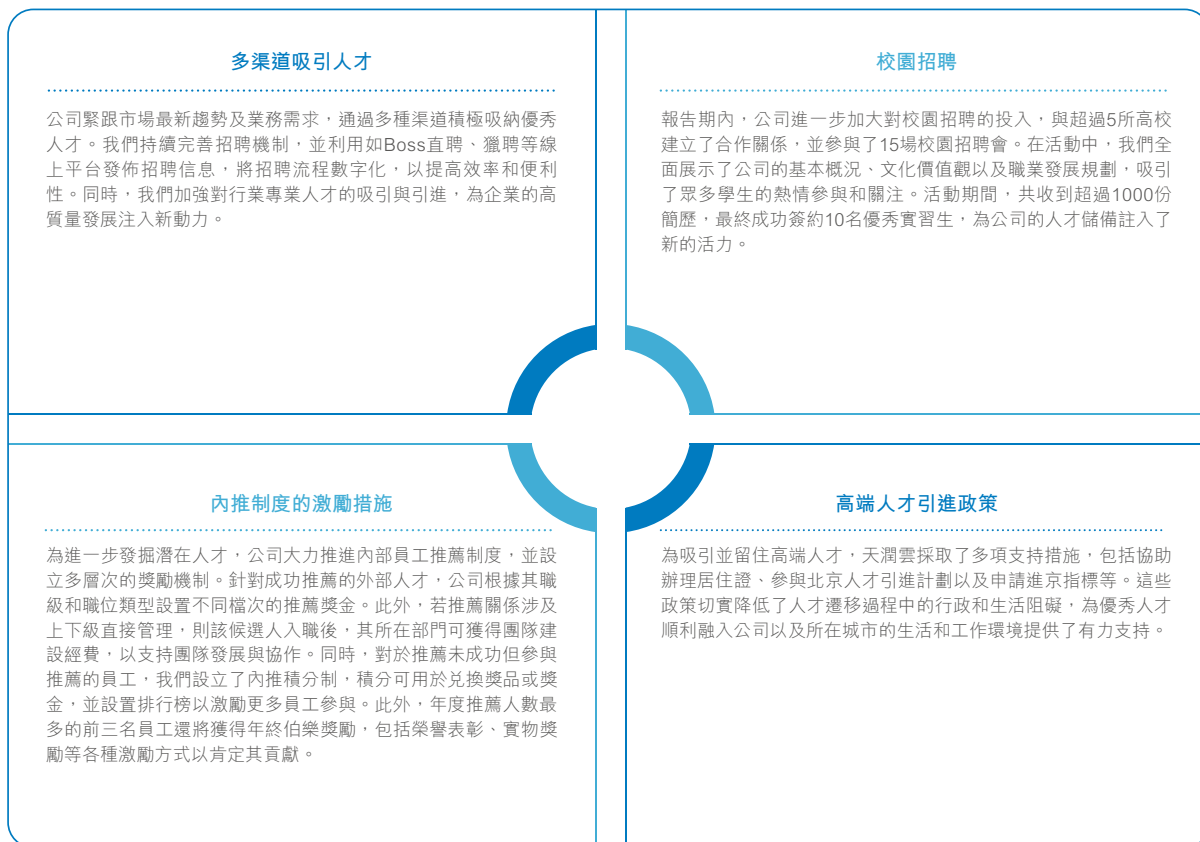 多渠道吸引人才
公司緊跟市場最新趨勢及業務需求，通過多種渠道積極吸納優秀
人才。我們持續完善招聘機制，並利用如Boss直聘、獵聘等線
上平台發佈招聘信息，將招聘流程數字化，以提高效率和便利
性。同時，我們加強對行業專業人才的吸引與引進，為企業的高
質量發展注入新動力。
校園招聘
報告期內，公司進一步加大對校園招聘的投入，與超過5所高校
建立了合作關係，並參與了15場校園招聘會。在活動中，我們全
面展示了公司的基本概況、文化價值觀以及職業發展規劃，吸引
了眾多學生的熱情參與和關注。活動期間，共收到超過1000份
簡歷，最終成功簽約10名優秀實習生，為公司的人才儲備註入了
新的活力。
內推制度的激勵措施
為進一步發掘潛在人才，公司大力推進內部員工推薦制度，並設
立多層次的獎勵機制。針對成功推薦的外部人才，公司根據其職
級和職位類型設置不同檔次的推薦獎金。此外，若推薦關係涉及
上下級直接管理，則該候選人入職後，其所在部門可獲得團隊建
設經費，以支持團隊發展與協作。同時，對於推薦未成功但參與
推薦的員工，我們設立了內推積分制，積分可用於兑換獎品或獎
金，並設置排行榜以激勵更多員工參與。此外，年度推薦人數最
多的前三名員工還將獲得年終伯樂獎勵，包括榮譽表彰、實物獎
勵等各種激勵方式以肯定其貢獻。
高端人才引進政策
為吸引並留住高端人才，天潤雲採取了多項支持措施，包括協助
辦理居住證、參與北京人才引進計劃以及申請進京指標等。這些
政策切實降低了人才遷移過程中的行政和生活阻礙，為優秀人才
順利融入公司以及所在城市的生活和工作環境提供了有力支持。